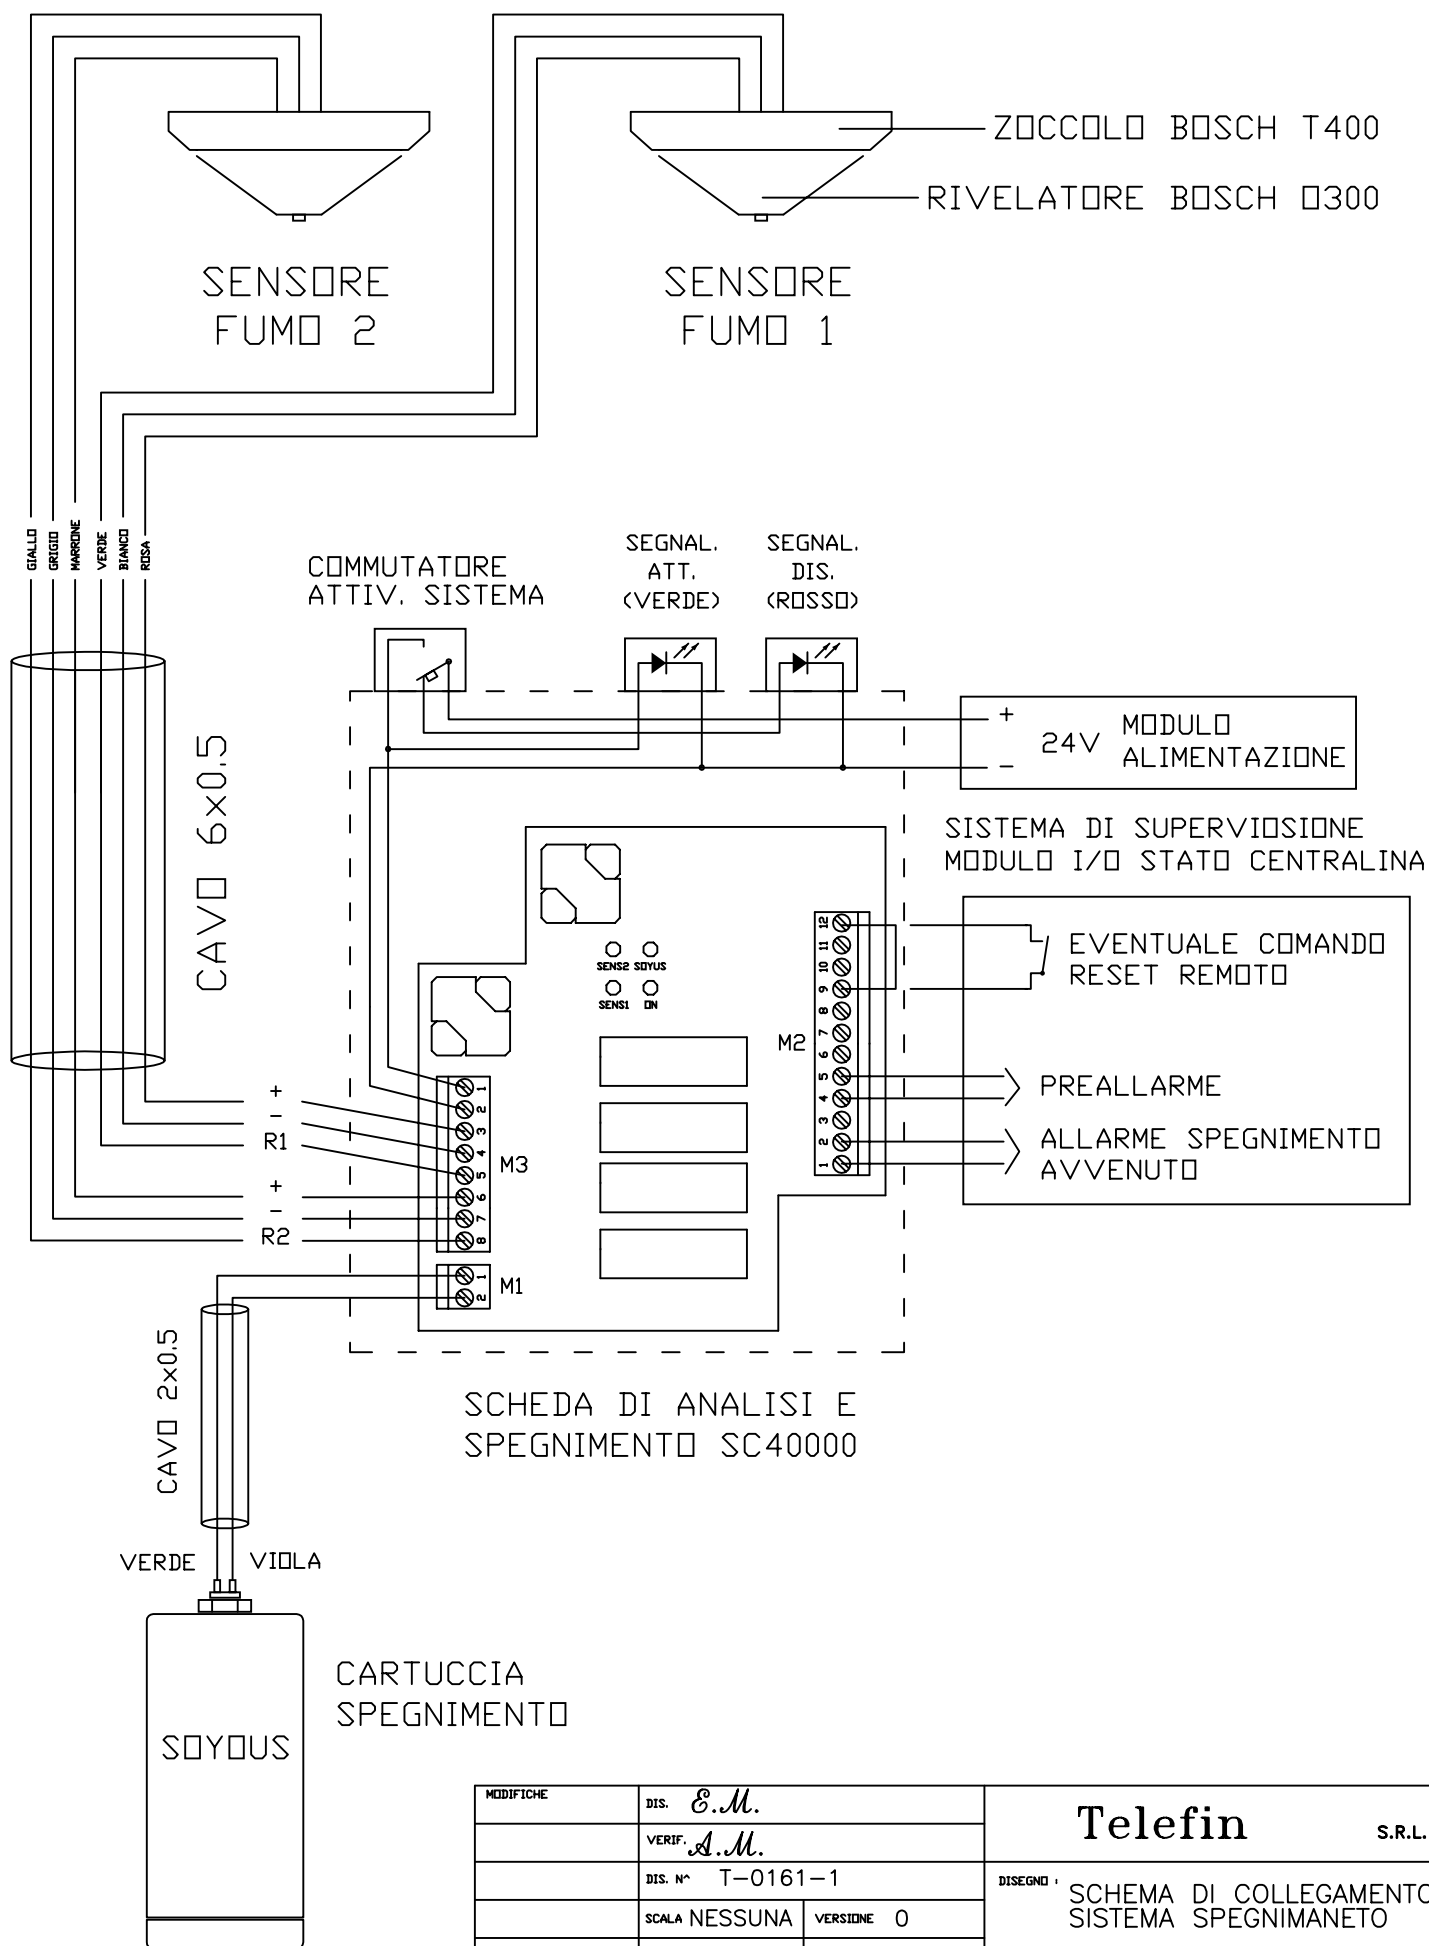 ZOCCOLO BOSCH T400
RIVELATORE BOSCH O300
SENSORE
FUMO 2
SENSORE
FUMO 1
GIALLO
GRIGIO
MARRONE
VERDE
BIANCO
ROSA
COMMUTATORE
ATTIV. SISTEMA
SEGNAL.
ATT.
(VERDE)
SEGNAL.
DIS.
(ROSSO)
+
24V
-
MODULO
ALIMENTAZIONE
CAVO 6x0.5
SISTEMA DI SUPERVIOSIONE
MODULO I/O STATO CENTRALINA
SENS2 SOYUS
SENS1 ON
M2
12
11
10
9
8
7
6
5
4
3
2
1
EVENTUALE COMANDO
RESET REMOTO
PREALLARME
ALLARME SPEGNIMENTO
AVVENUTO
+
-
R1
+
-
R2
1
2
3
4
5
6
7
8
M3
1
2
M1
CAVO 2x0.5
SCHEDA DI ANALISI E
SPEGNIMENTO SC40000
VERDE
VIOLA
CARTUCCIA
SPEGNIMENTO
SOYOUS
MODIFICHE
DIS. E.M.
VERIF. A.M.
DIS. N^ T-0161-1
SCALA NESSUNA
VERSIONE 0
Telefin S.R.L.
DISEGNO :
SCHEMA DI COLLEGAMENTO
SISTEMA SPEGNIMANETO